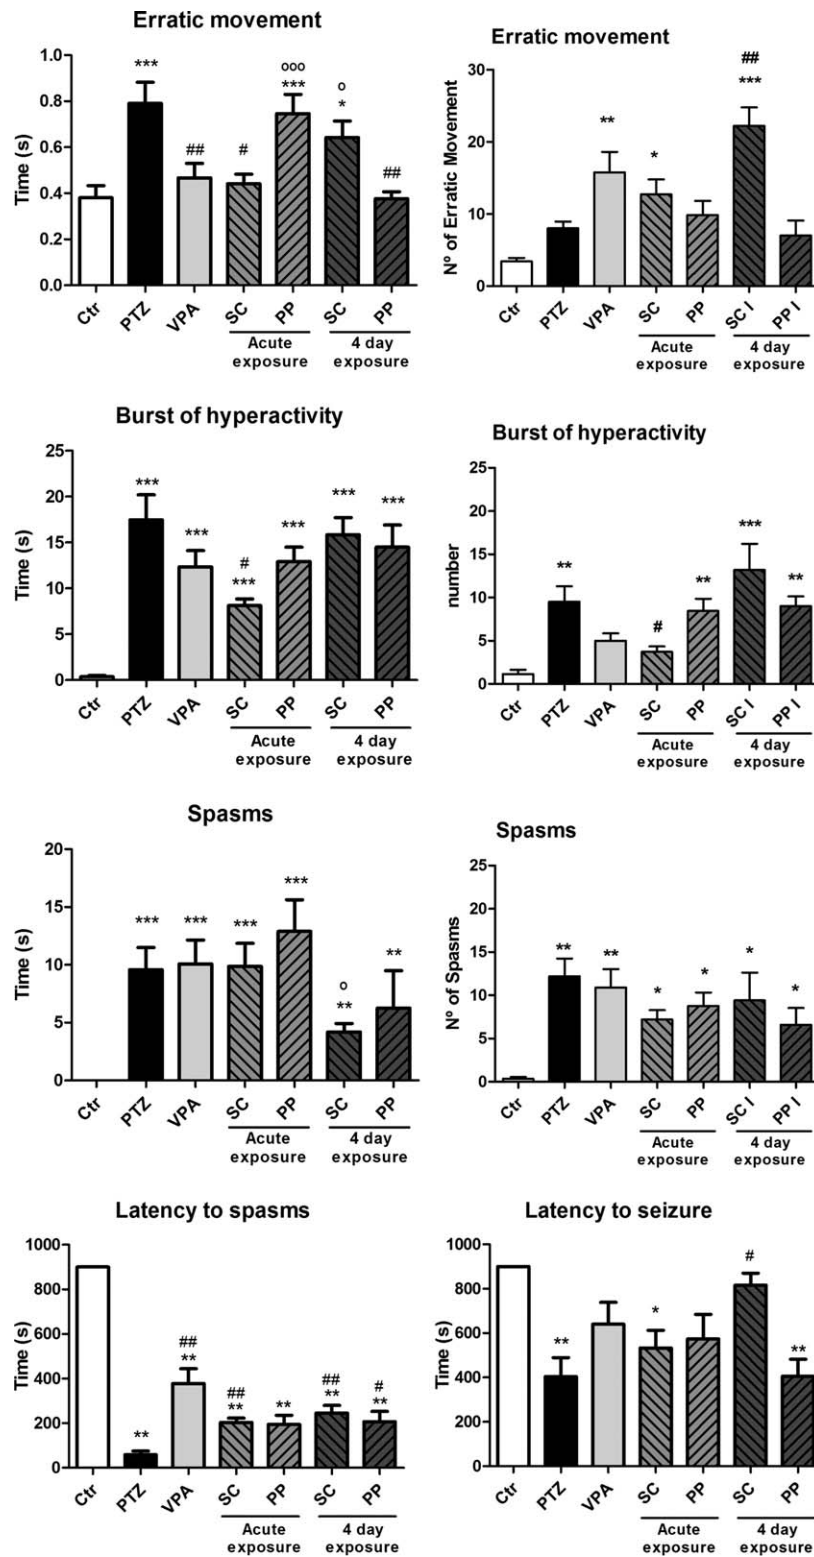 Erratic movement
Time (s)
1.0
0.8
0.6
0.4
0.2
0.0
***
##
#
ooo
***
o
*
##
Ctr
PTZ
VPA
SC
PP
SC
PP
Acute
exposure
4 day
exposure
Erratic movement
Nº of Erratic Movement
30
20
10
0
**
*
##
***
Ctr
PTZ
VPA
SC
PP
SC I
PP I
Acute
exposure
4 day
exposure
Burst of hyperactivity
Time (s)
25
20
15
10
5
0
***
***
#
***
***
***
***
Ctr
PTZ
VPA
SC
PP
SC
PP
Acute
exposure
4 day
exposure
Burst of hyperactivity
number
25
20
15
10
5
0
**
#
**
***
**
Ctr
PTZ
VPA
SC
PP
SC I
PP I
Acute
exposure
4 day
exposure
Spasms
Time (s)
20
15
10
5
0
***
***
***
***
o
**
**
Ctr
PTZ
VPA
SC
PP
SC
PP
Acute
exposure
4 day
exposure
Spasms
Nº of Spasms
25
20
15
10
5
0
**
**
*
*
*
*
Ctr
PTZ
VPA
SC
PP
SC I
PP I
Acute
exposure
4 day
exposure
Latency to spasms
Time (s)
1000
800
600
400
200
0
**
##
**
##
**
**
##
**
#
**
Ctr
PTZ
VPA
SC
PP
SC
PP
Acute
exposure
4 day
exposure
Latency to seizure
Time (s)
1000
800
600
400
200
0
**
*
#
**
Ctr
PTZ
VPA
SC
PP
SC
PP
Acute
exposure
4 day
exposure